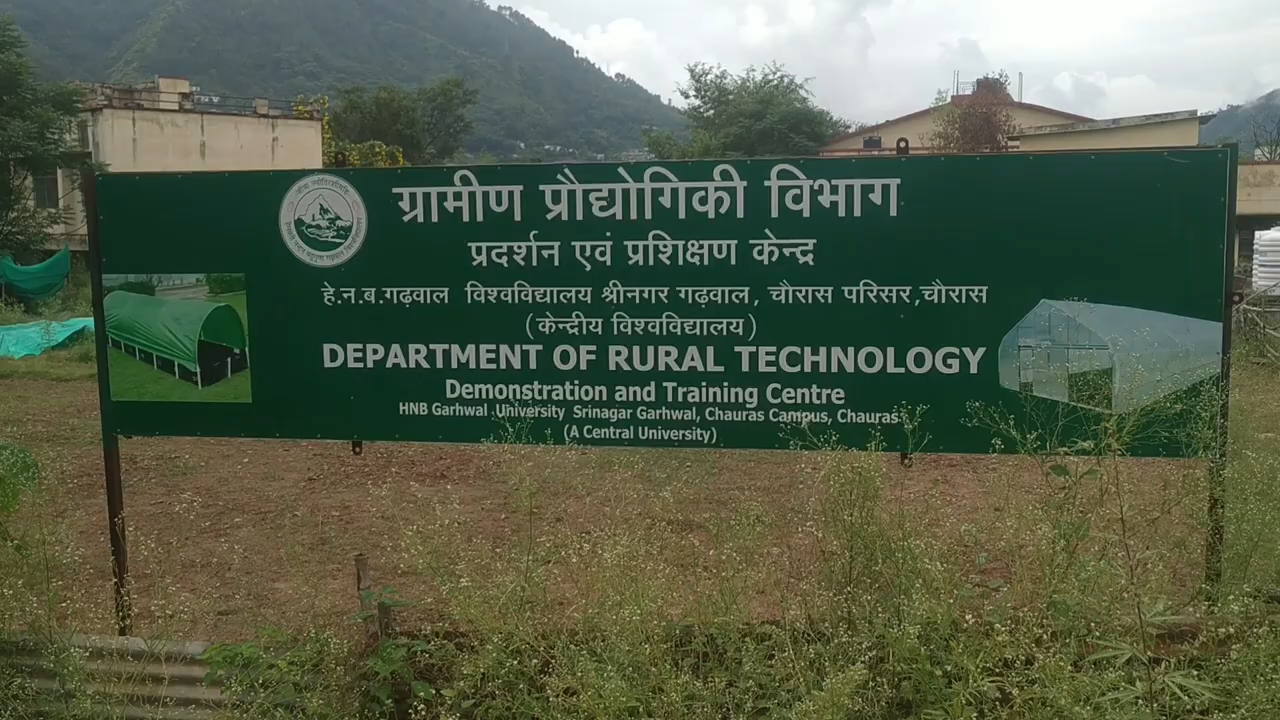 ग्रामीण प्रौद्योगिकी विभाग
प्रदर्शन एवं प्रशिक्षण केन्द्र
हे.न.ब.गढ़वाल विश्वविद्यालय श्रीनगर गढ़वाल, चौरास परिसर,चौरास
(केन्द्रीय विश्वविद्यालय)
DEPARTMENT OF RURAL TECHNOLOGY
Demonstration and Training Centre
HNB Garhwal University Srinagar Garhwal, Chauras Campus, Chauras
(A Central University)